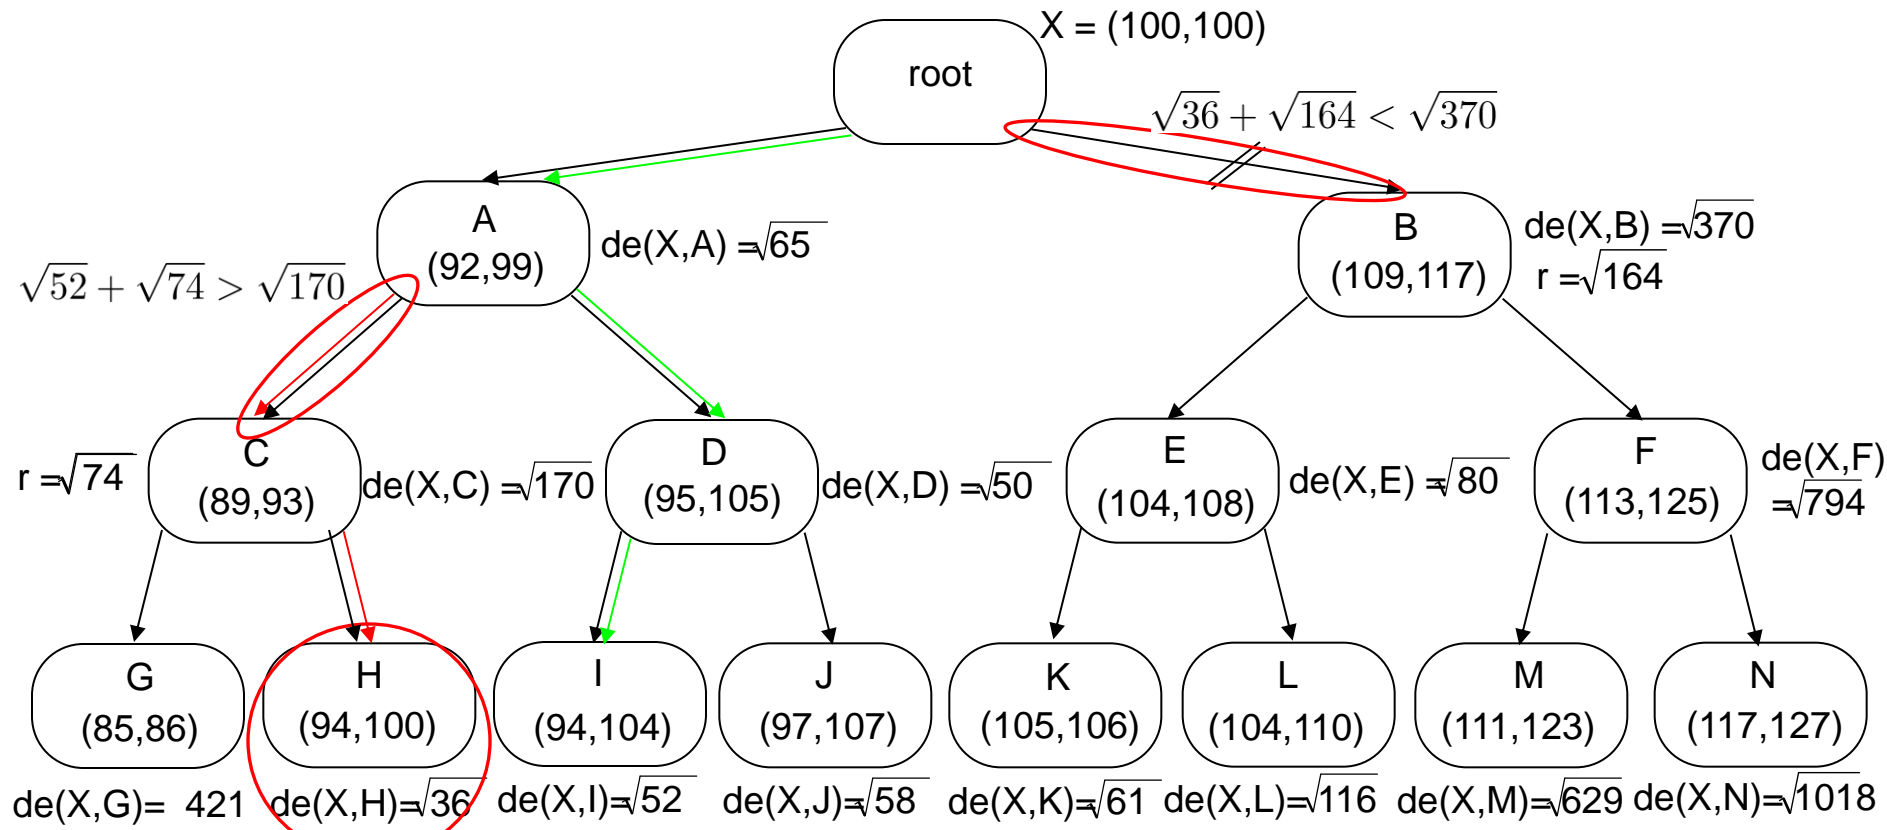 X = (100,100)
root
√36 + √164 < √370
A
(92,99)
de(X,A) =√65
B
(109,117)
de(X,B) =√370
r =√164
√52 + √74 > √170
C
(89,93)
r =√74
de(X,C) =√170
D
(95,105)
de(X,D) =√50
E
(104,108)
de(X,E) =√80
F
(113,125)
de(X,F)
=√794
G
(85,86)
H
(94,100)
I
(94,104)
J
(97,107)
K
(105,106)
L
(104,110)
M
(111,123)
N
(117,127)
de(X,G)= 421
de(X,H)=√36
de(X,I)=√52
de(X,J)=√58
de(X,K)=√61
de(X,L)=√116
de(X,M)=√629
de(X,N)=√1018